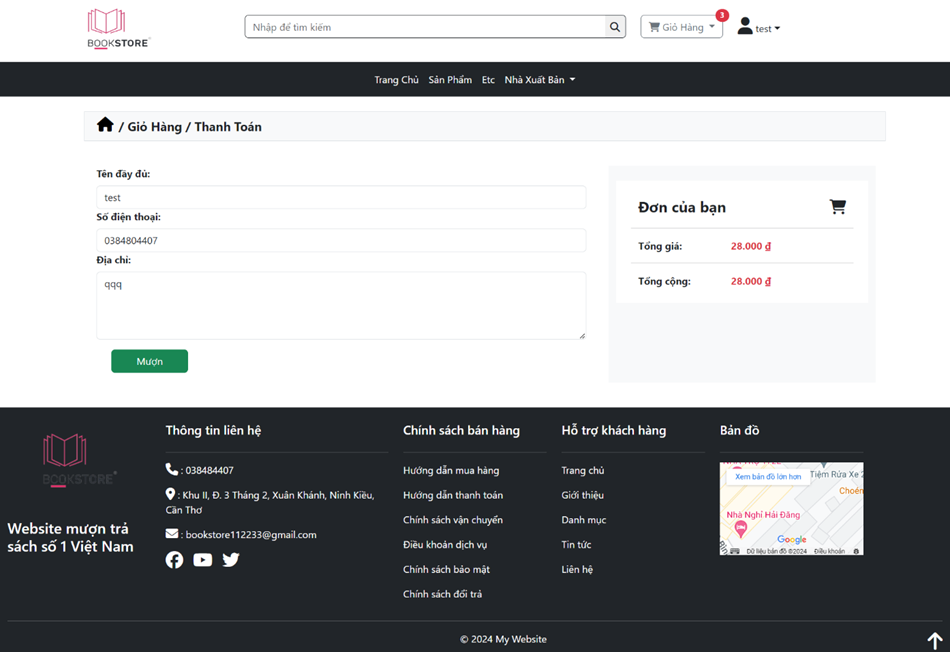 BOOKSTORE
Nhập để tìm kiếm
Giỏ Hàng
3
test
Trang Chủ Sản Phẩm Etc Nhà Xuất Bản
/ Giỏ Hàng / Thanh Toán
Tên đầy đủ:
test
Số điện thoại:
0384804407
Địa chỉ:
qqq
Mượn
Đơn của bạn
Tổng giá: 28.000 ₫
Tổng cộng: 28.000 ₫
BOOKSTORE
Website mượn trả
sách số 1 Việt Nam
Thông tin liên hệ
: 038484407
: Khu II, Đ. 3 Tháng 2, Xuân Khánh, Ninh Kiều,
Cần Thơ
: bookstore112233@gmail.com
Chính sách bán hàng
Hướng dẫn mua hàng
Hướng dẫn thanh toán
Chính sách vận chuyển
Điều khoản dịch vụ
Chính sách bảo mật
Chính sách đổi trả
Hỗ trợ khách hàng
Trang chủ
Giới thiệu
Danh mục
Tin tức
Liên hệ
Bản đồ
Xem bản đồ lớn hơn
Tiệm Rửa Xe
Nhà Nghỉ Hải Đăng
Google
Dữ liệu bản đồ ©2024 Điều khoản
© 2024 My Website